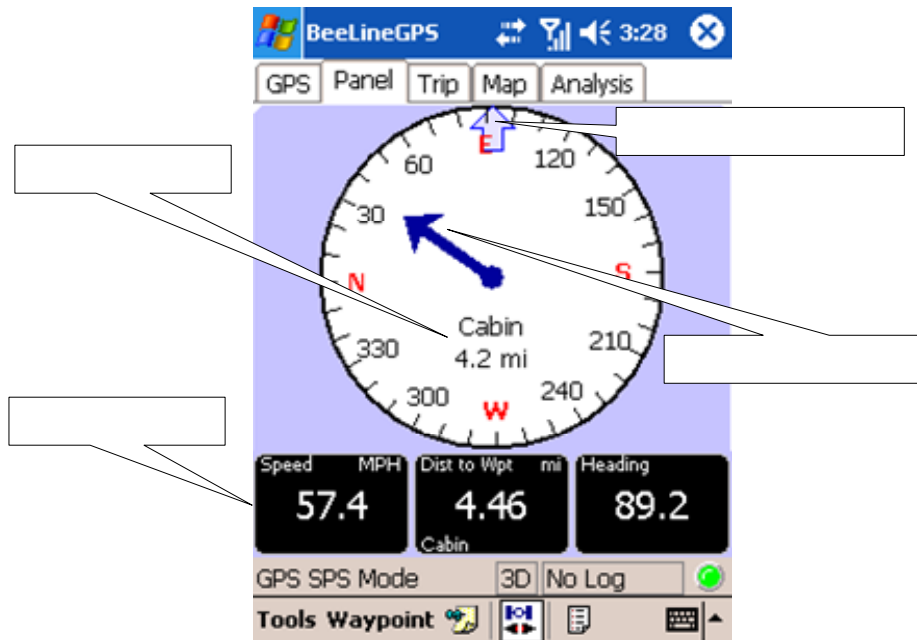 BeeLineGPS 3:28
GPS Panel Trip Map Analysis
E
60 120
30 150
N S
Cabin
330 210
4.2 mi
300 240
W
Speed MPH Dist to Wpt mi Heading
57.4 4.46 89.2
Cabin
GPS SPS Mode 3D No Log
Tools Waypoint